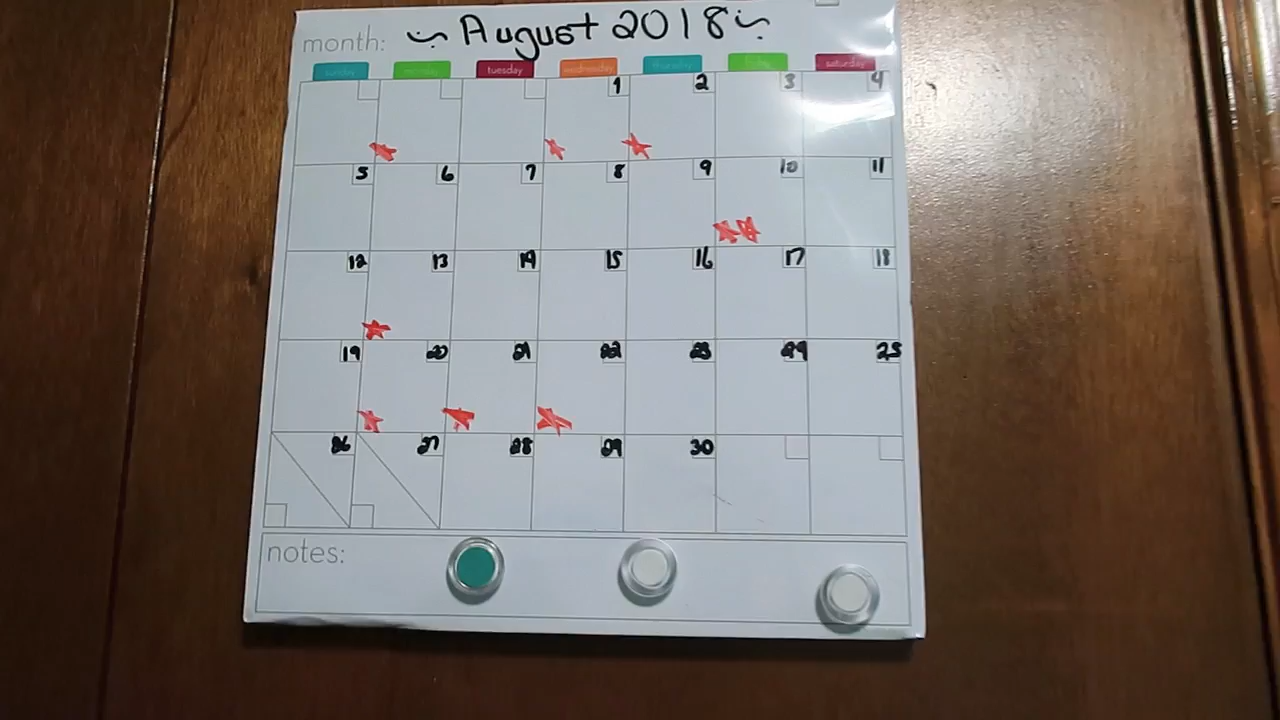 month: ~ August 2018 ~
sunday monday tuesday wednesday thursday friday saturday
1 2 3 4
5 6 7 8 9 10 11
12 13 14 15 16 17 18
19 20 21 22 23 24 25
26 27 28 29 30
notes: